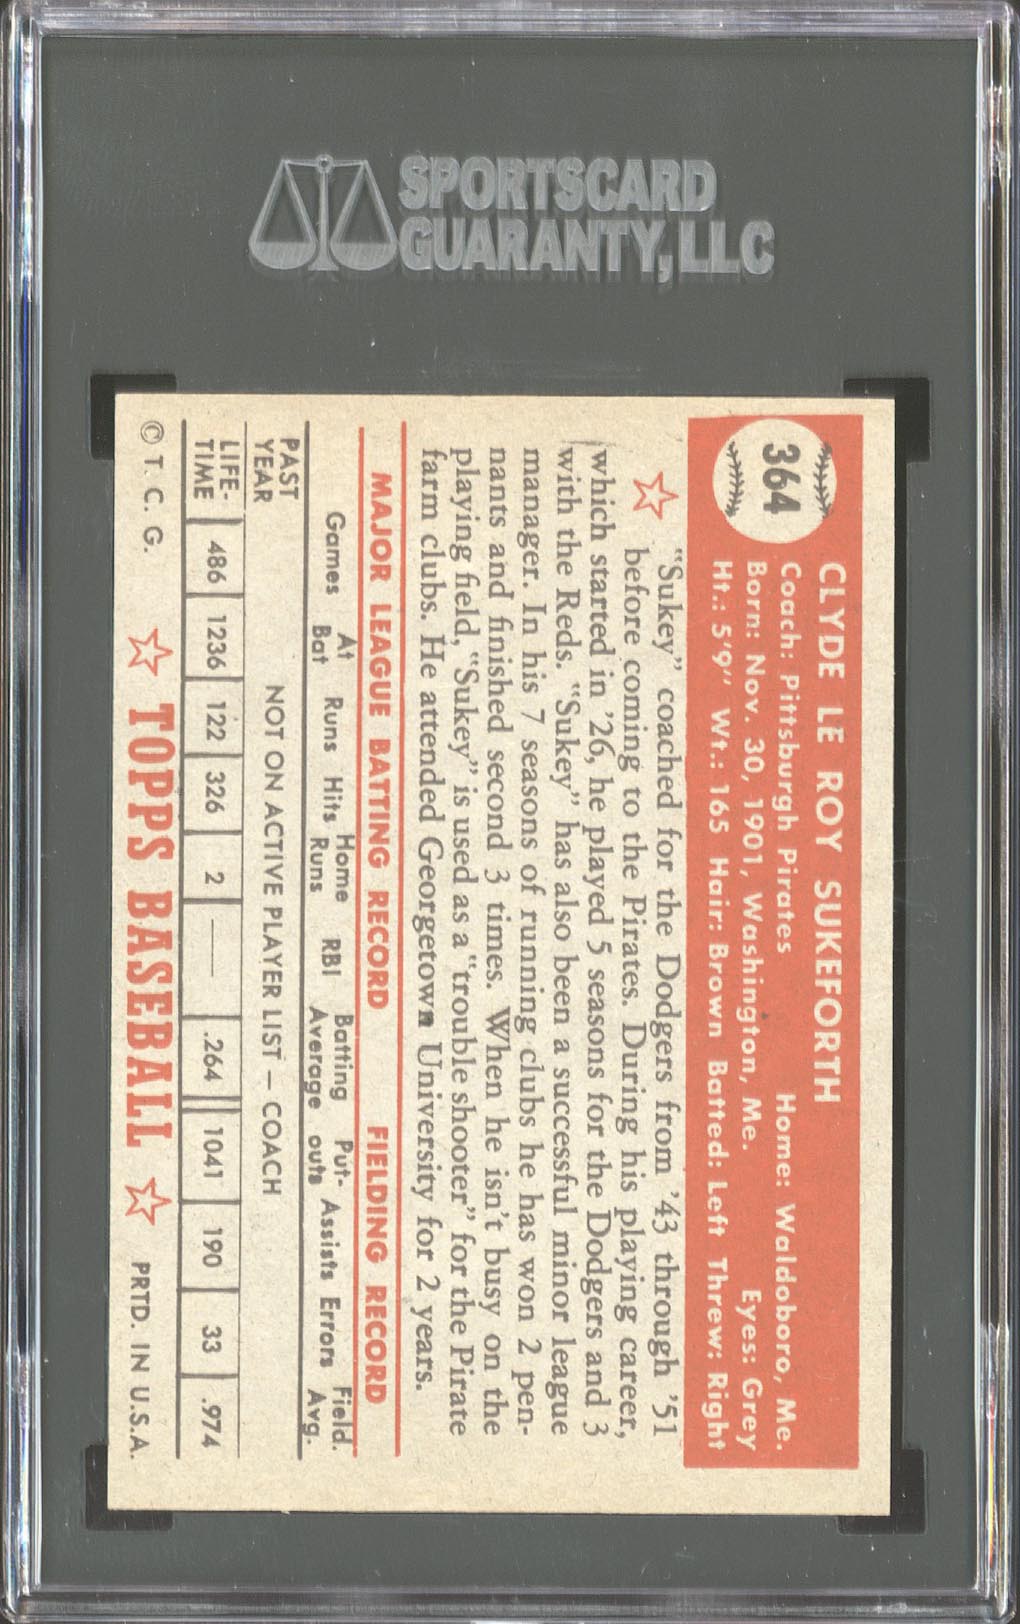 SPORTSCARD
GUARANTY, LLC
364
CLYDE LE ROY SUKEFORTH
Coach: Pittsburgh Pirates Home: Waldoboro, Me.
Born: Nov. 30, 1901, Washington, Me. Eyes: Grey
Ht.: 5'9" Wt.: 165 Hair: Brown Batted: Left Threw: Right
"Sukey" coached for the Dodgers from '43 through '51
before coming to the Pirates. During his playing career,
which started in '26, he played 5 seasons for the Dodgers and 3
with the Reds. "Sukey" has also been a successful minor league
manager. In his 7 seasons of running clubs he has won 2 pen-
nants and finished second 3 times. When he isn't busy on the
playing field, "Sukey" is used as a "trouble shooter" for the Pirate
farm clubs. He attended Georgetown University for 2 years.
MAJOR LEAGUE BATTING RECORD FIELDING RECORD
Games At Bat Runs Hits Home Runs RBI Batting Average Put-outs Assists Errors Field. Avg.
PAST YEAR NOT ON ACTIVE PLAYER LIST — COACH
LIFE-TIME 486 1236 122 326 2 — .264 1041 190 33 .974
© T. C. G. TOPPS BASEBALL PRTD. IN U.S.A.